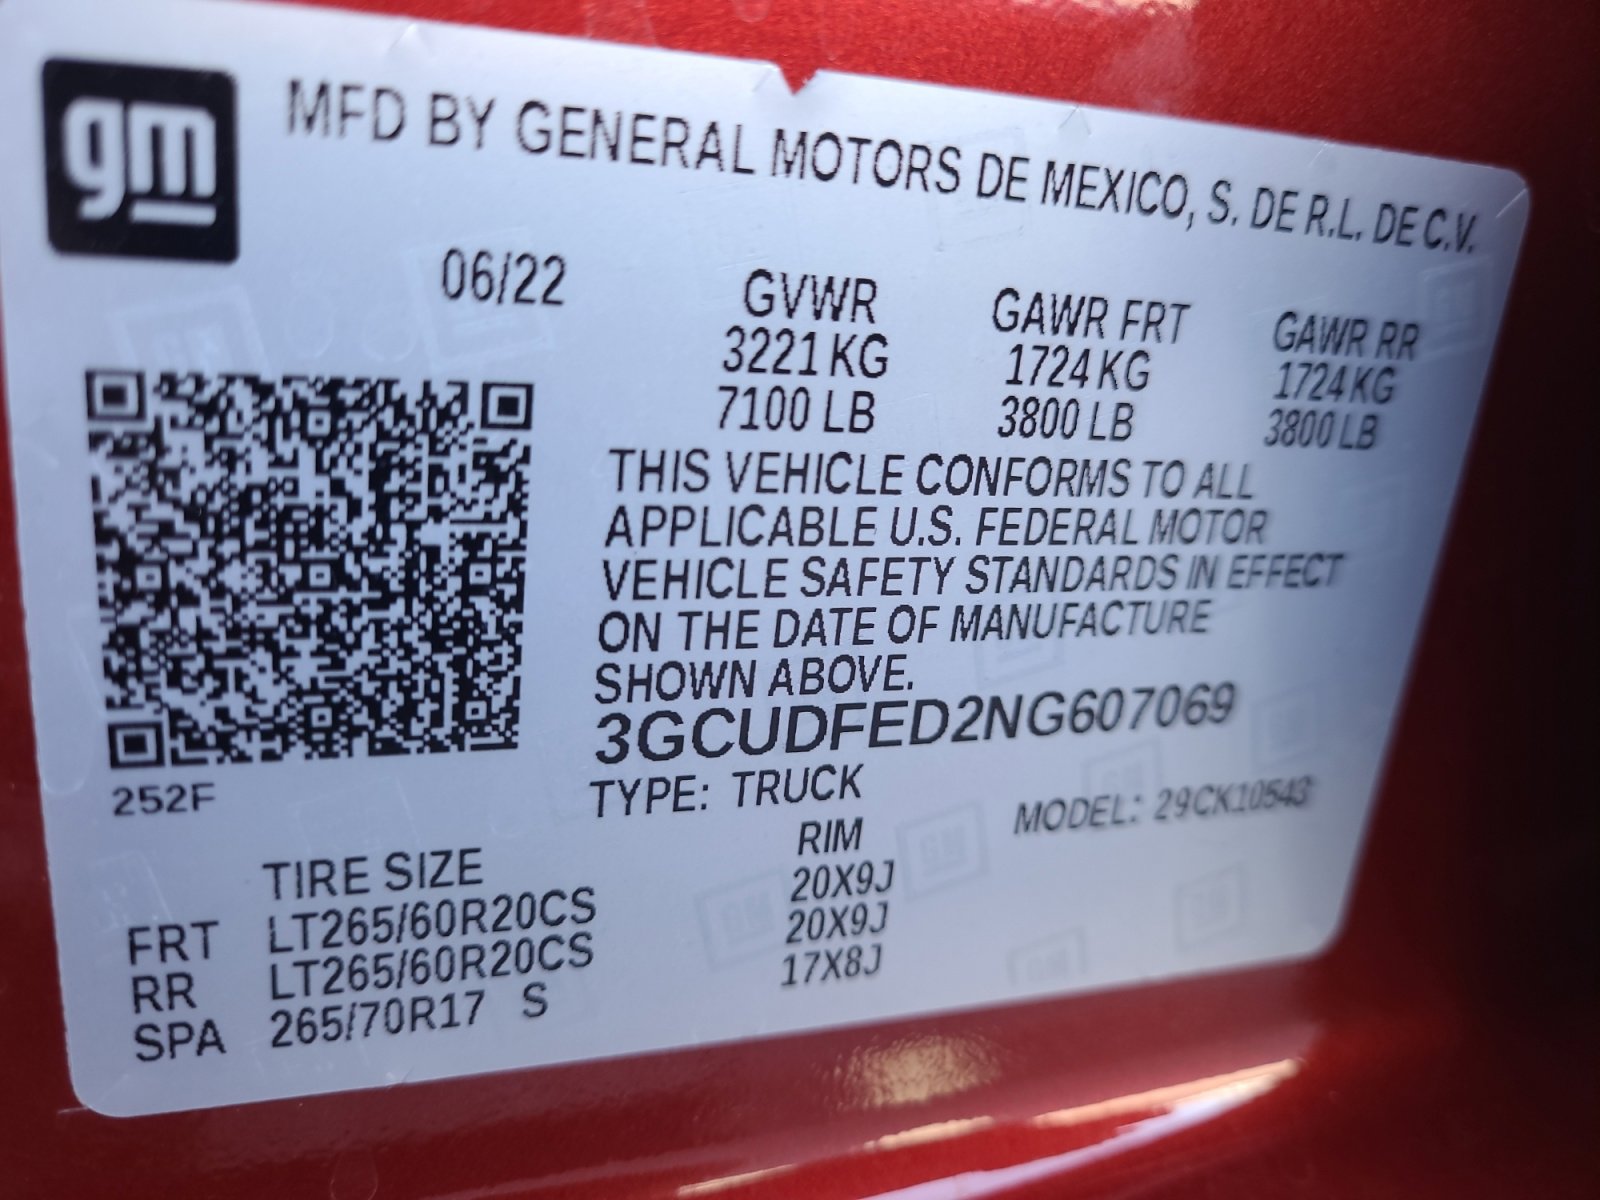 gm
MFD BY GENERAL MOTORS DE MEXICO, S. DE R.L. DE C.V.
06/22 GVWR GAWR FRT GAWR RR
3221 KG 1724 KG 1724 KG
7100 LB 3800 LB 3800 LB
THIS VEHICLE CONFORMS TO ALL
APPLICABLE U.S. FEDERAL MOTOR
VEHICLE SAFETY STANDARDS IN EFFECT
ON THE DATE OF MANUFACTURE
SHOWN ABOVE.
3GCUDFED2NG607069
252F
TYPE: TRUCK MODEL: 29CK10543
TIRE SIZE RIM
FRT LT265/60R20CS 20X9J
RR LT265/60R20CS 20X9J
SPA 265/70R17 S 17X8J